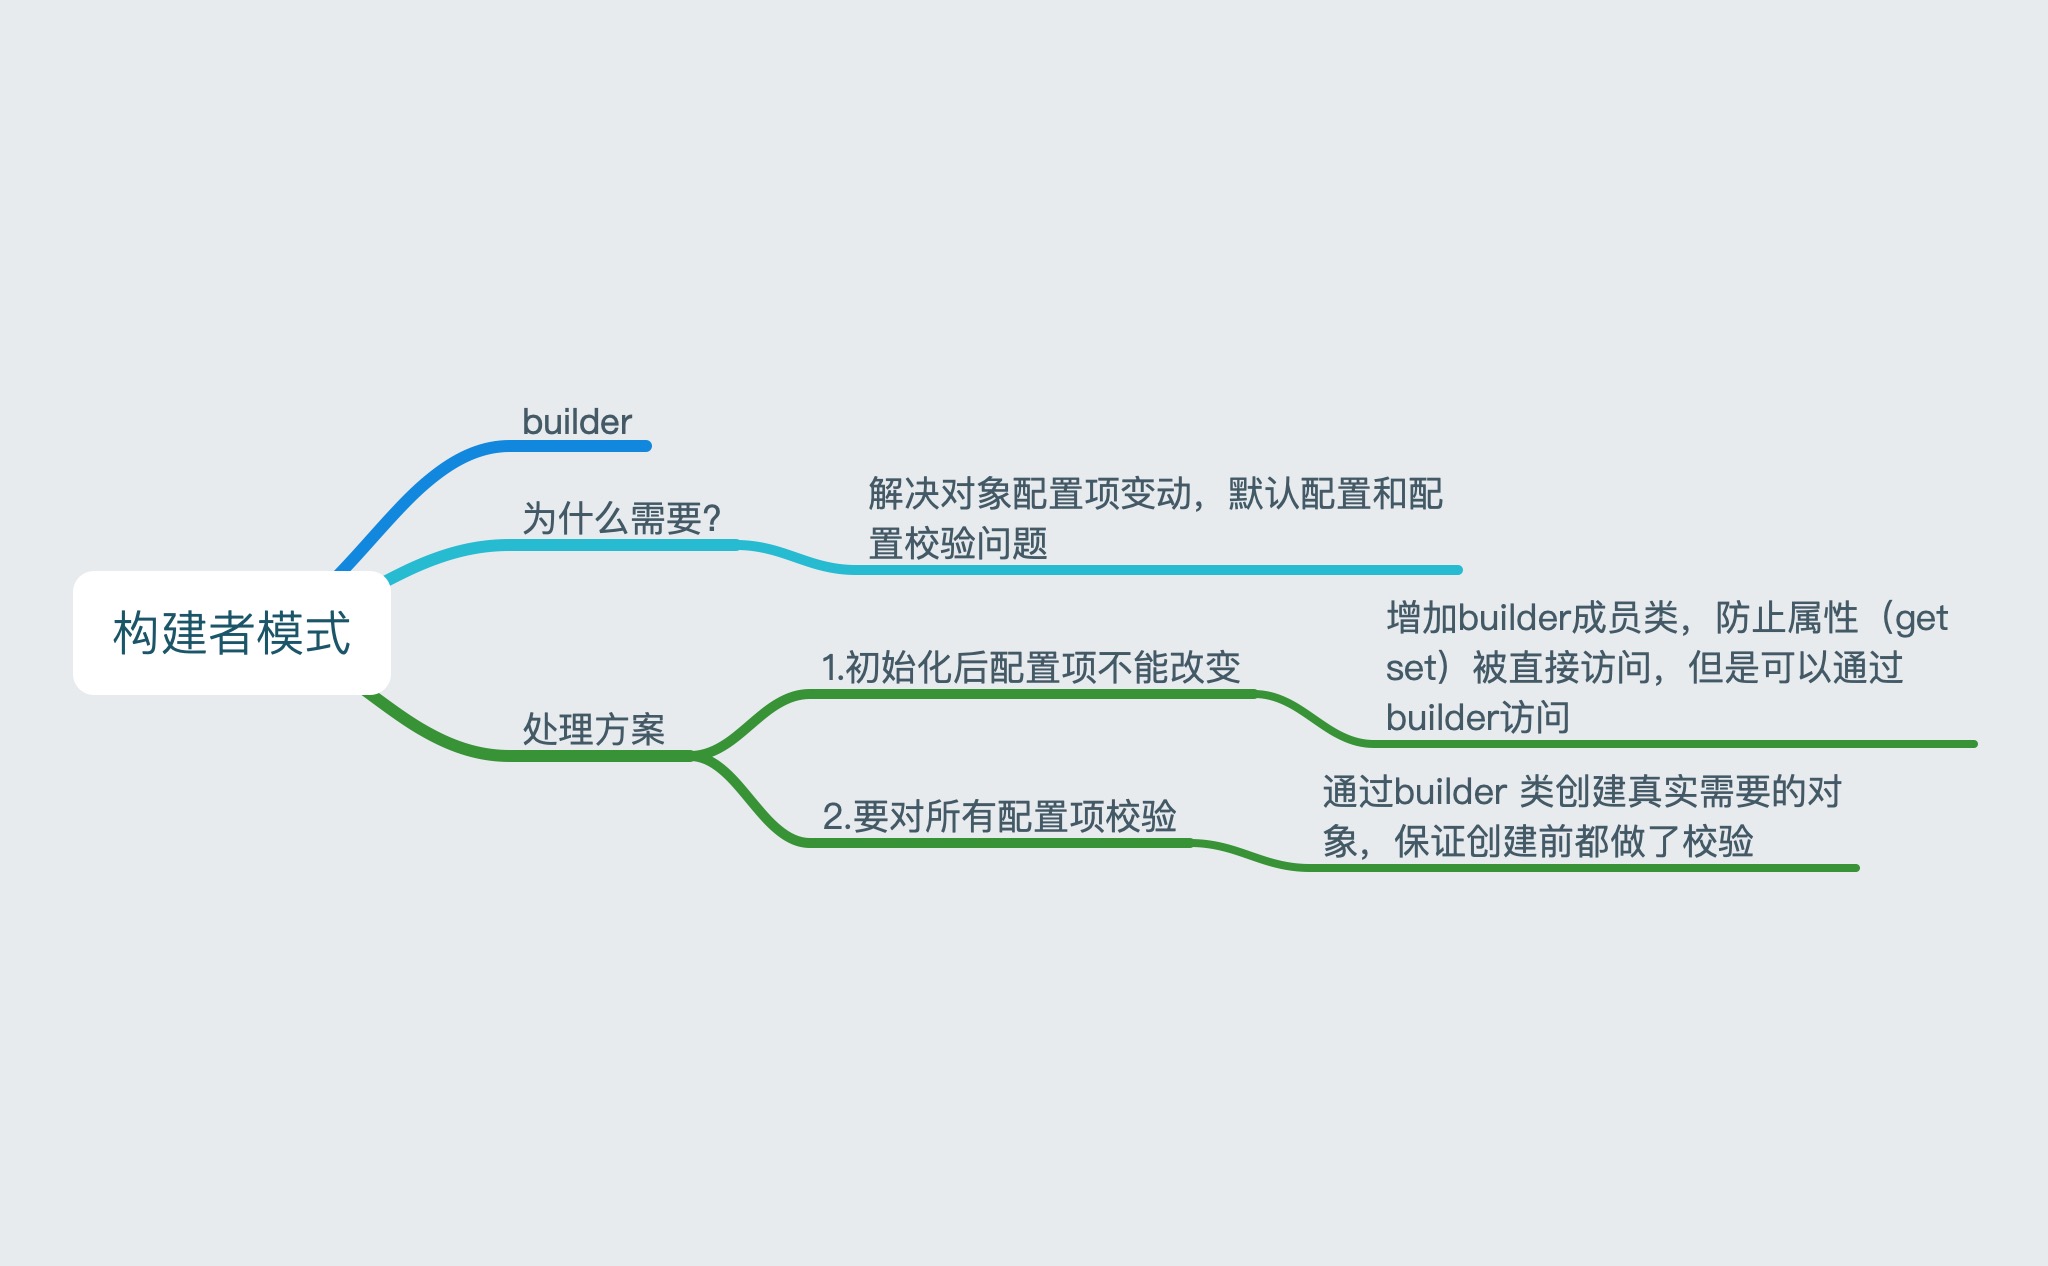 构建者模式
builder
为什么需要？
解决对象配置项变动，默认配置和配
置校验问题
处理方案
1.初始化后配置项不能改变
增加builder成员类，防止属性（get
set）被直接访问，但是可以通过
builder访问
2.要对所有配置项校验
通过builder 类创建真实需要的对
象，保证创建前都做了校验